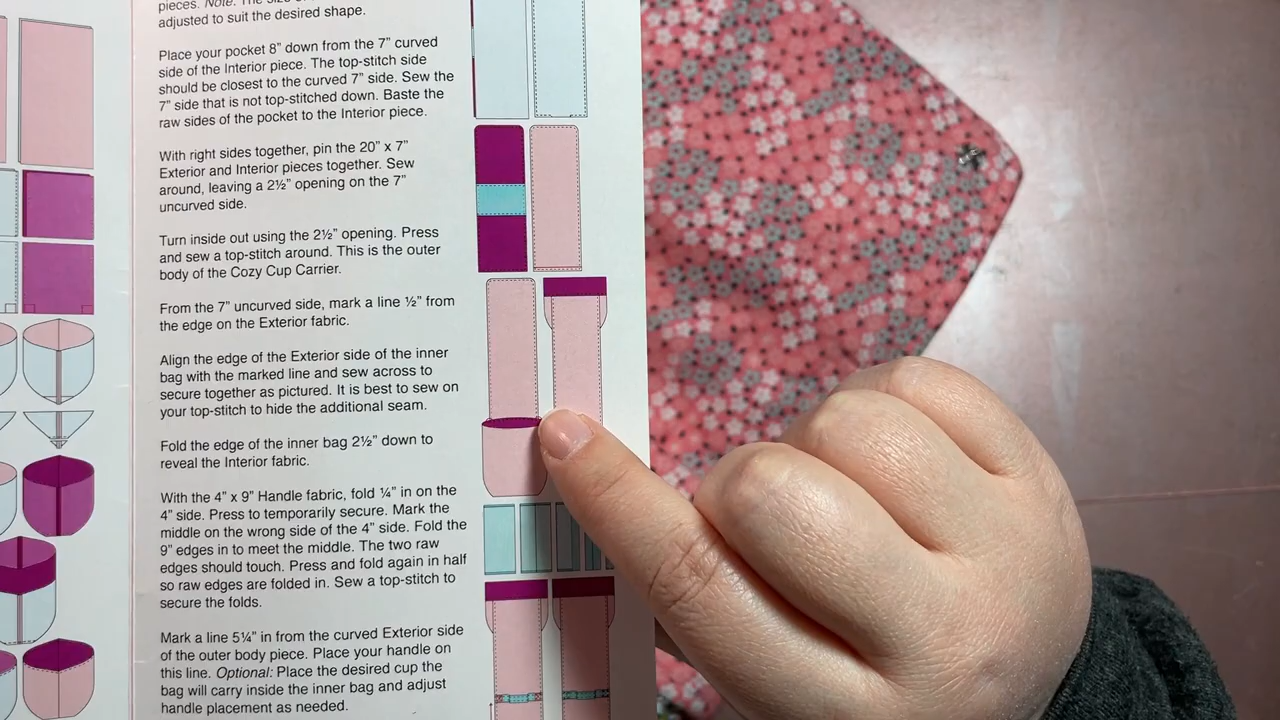 pieces. Note: The size of
adjusted to suit the desired shape.
Place your pocket 8” down from the 7” curved
side of the Interior piece. The top-stitch side
should be closest to the curved 7” side. Sew the
7” side that is not top-stitched down. Baste the
raw sides of the pocket to the Interior piece.
With right sides together, pin the 20” x 7”
Exterior and Interior pieces together. Sew
around, leaving a 2½” opening on the 7”
uncurved side.
Turn inside out using the 2½” opening. Press
and sew a top-stitch around. This is the outer
body of the Cozy Cup Carrier.
From the 7” uncurved side, mark a line ½” from
the edge on the Exterior fabric.
Align the edge of the Exterior side of the inner
bag with the marked line and sew across to
secure together as pictured. It is best to sew on
your top-stitch to hide the additional seam.
Fold the edge of the inner bag 2½” down to
reveal the Interior fabric.
With the 4” x 9” Handle fabric, fold ¼” in on the
4” side. Press to temporarily secure. Mark the
middle on the wrong side of the 4” side. Fold the
9” edges in to meet the middle. The two raw
edges should touch. Press and fold again in half
so raw edges are folded in. Sew a top-stitch to
secure the folds.
Mark a line 5¼” in from the curved Exterior side
of the outer body piece. Place your handle on
this line. Optional: Place the desired cup the
bag will carry inside the inner bag and adjust
handle placement as needed.